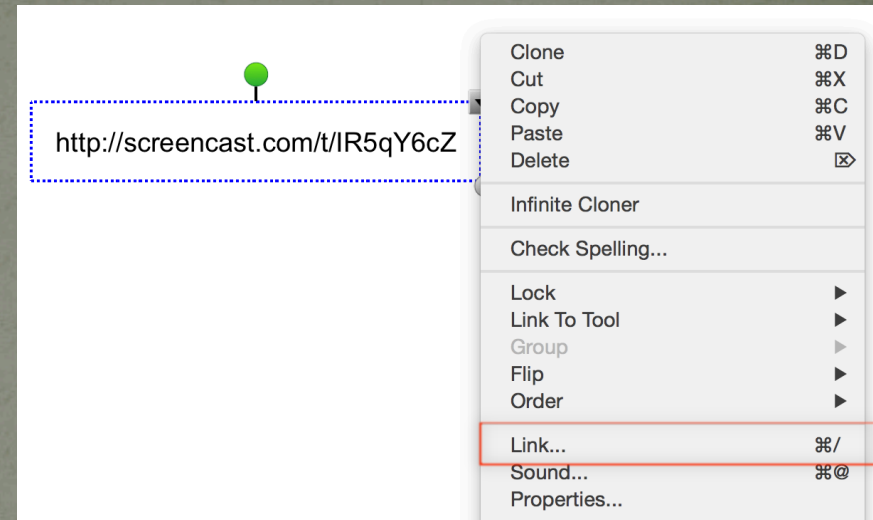 http://screencast.com/t/IR5qY6cZ
Clone ⌘D
Cut ⌘X
Copy ⌘C
Paste ⌘V
Delete ⌦
Infinite Cloner
Check Spelling...
Lock ▶
Link To Tool ▶
Group ▶
Flip ▶
Order ▶
Link... ⌘/
Sound... ⌘@
Properties...